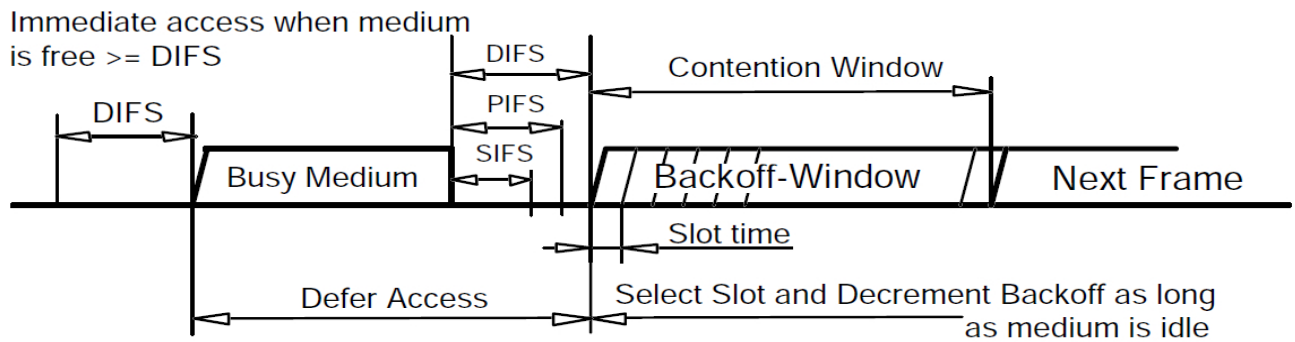 Immediate access when medium
is free >= DIFS
DIFS
DIFS
PIFS
SIFS
Contention Window
Busy Medium
Backoff-Window
Next Frame
Slot time
Defer Access
Select Slot and Decrement Backoff as long
as medium is idle